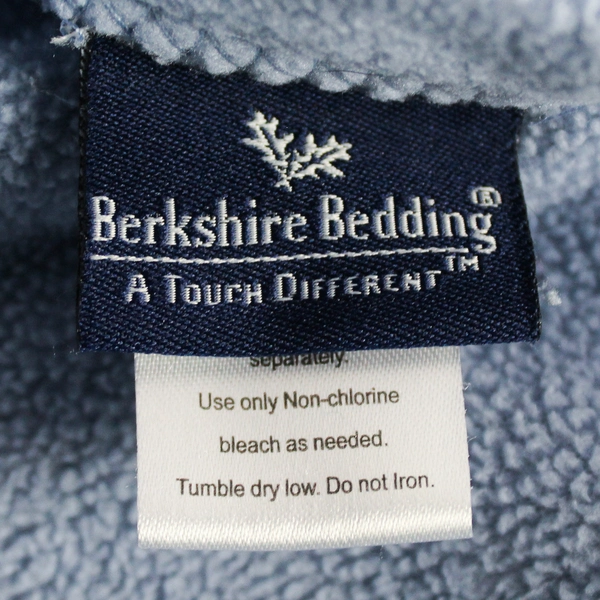 Berkshire Bedding®
A Touch Different™
separately.
Use only Non-chlorine
bleach as needed.
Tumble dry low. Do not Iron.